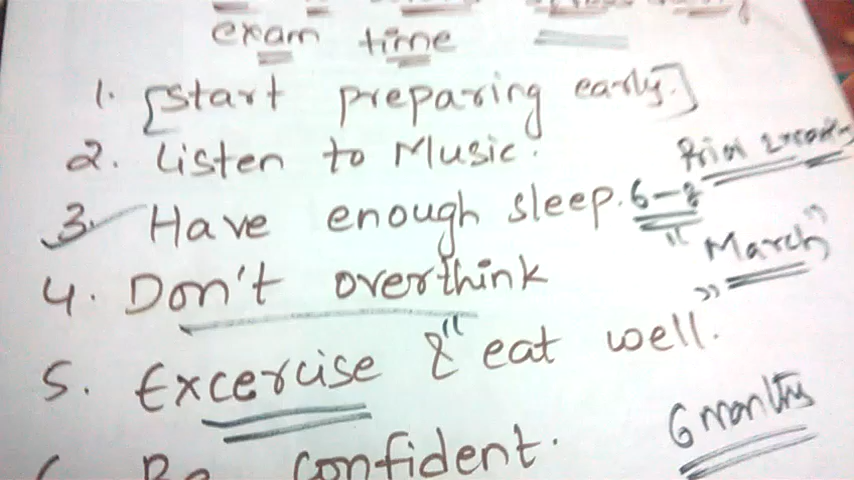 exam time
1. [Start preparing early.]
2. Listen to Music.
3. Have enough sleep. 6-8
"March"
4. Don't overthink
5. Excercise & "eat well."
6 months
Be confident.